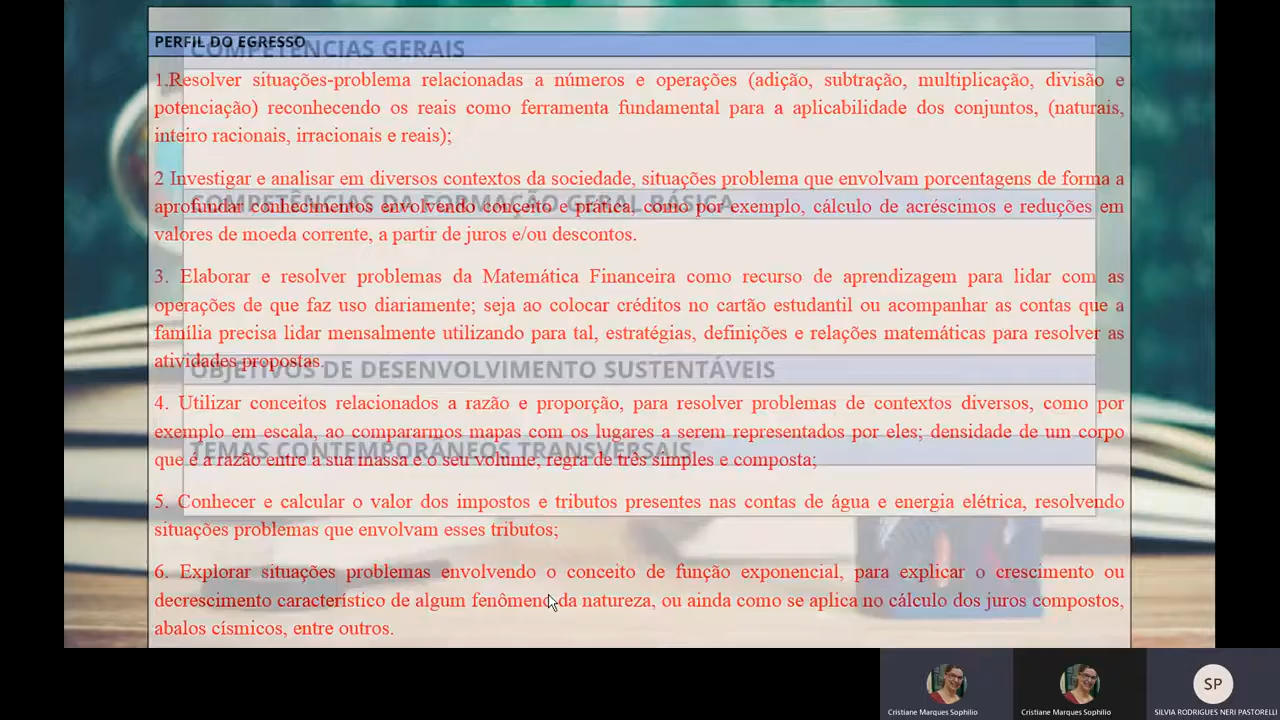 PERFIL DO EGRESSO
COMPETÊNCIAS GERAIS
1.Resolver situações-problema relacionadas a números e operações (adição, subtração, multiplicação, divisão e
potenciação) reconhecendo os reais como ferramenta fundamental para a aplicabilidade dos conjuntos, (naturais,
inteiro racionais, irracionais e reais);
2 Investigar e analisar em diversos contextos da sociedade, situações problema que envolvam porcentagens de forma a
COMPETÊNCIAS DA FORMAÇÃO GERAL BÁSICA
aprofundar conhecimentos envolvendo conceito e prática, como por exemplo, cálculo de acréscimos e reduções em
valores de moeda corrente, a partir de juros e/ou descontos.
3. Elaborar e resolver problemas da Matemática Financeira como recurso de aprendizagem para lidar com as
operações de que faz uso diariamente; seja ao colocar créditos no cartão estudantil ou acompanhar as contas que a
família precisa lidar mensalmente utilizando para tal, estratégias, definições e relações matemáticas para resolver as
atividades propostas.
OBJETIVOS DE DESENVOLVIMENTO SUSTENTÁVEIS
4. Utilizar conceitos relacionados a razão e proporção, para resolver problemas de contextos diversos, como por
exemplo em escala, ao compararmos mapas com os lugares a serem representados por eles; densidade de um corpo
TEMAS CONTEMPORÂNEOS TRANSVERSAIS
que é a razão entre a sua massa e o seu volume, regra de três simples e composta;
5. Conhecer e calcular o valor dos impostos e tributos presentes nas contas de água e energia elétrica, resolvendo
situações problemas que envolvam esses tributos;
6. Explorar situações problemas envolvendo o conceito de função exponencial, para explicar o crescimento ou
decrescimento característico de algum fenômeno da natureza, ou ainda como se aplica no cálculo dos juros compostos,
abalos císmicos, entre outros.
SP
Cristiane Marques Sophilio
Cristiane Marques Sophilio
SILVIA RODRIGUES NERI PASTORELLI